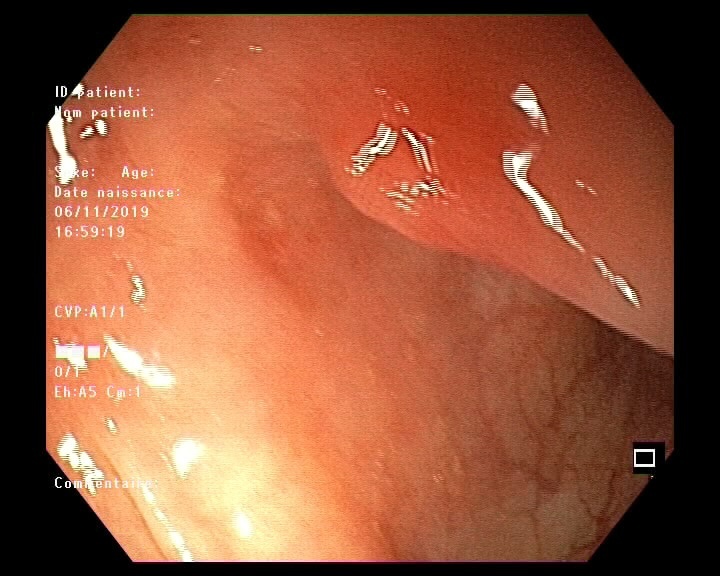 ID patient:
Nom patient:
Sexe: Age:
Date naissance:
06/11/2019
16:59:19
CVP:A1/1
0/1
Eh:A5 Cm:1
Commentaire: